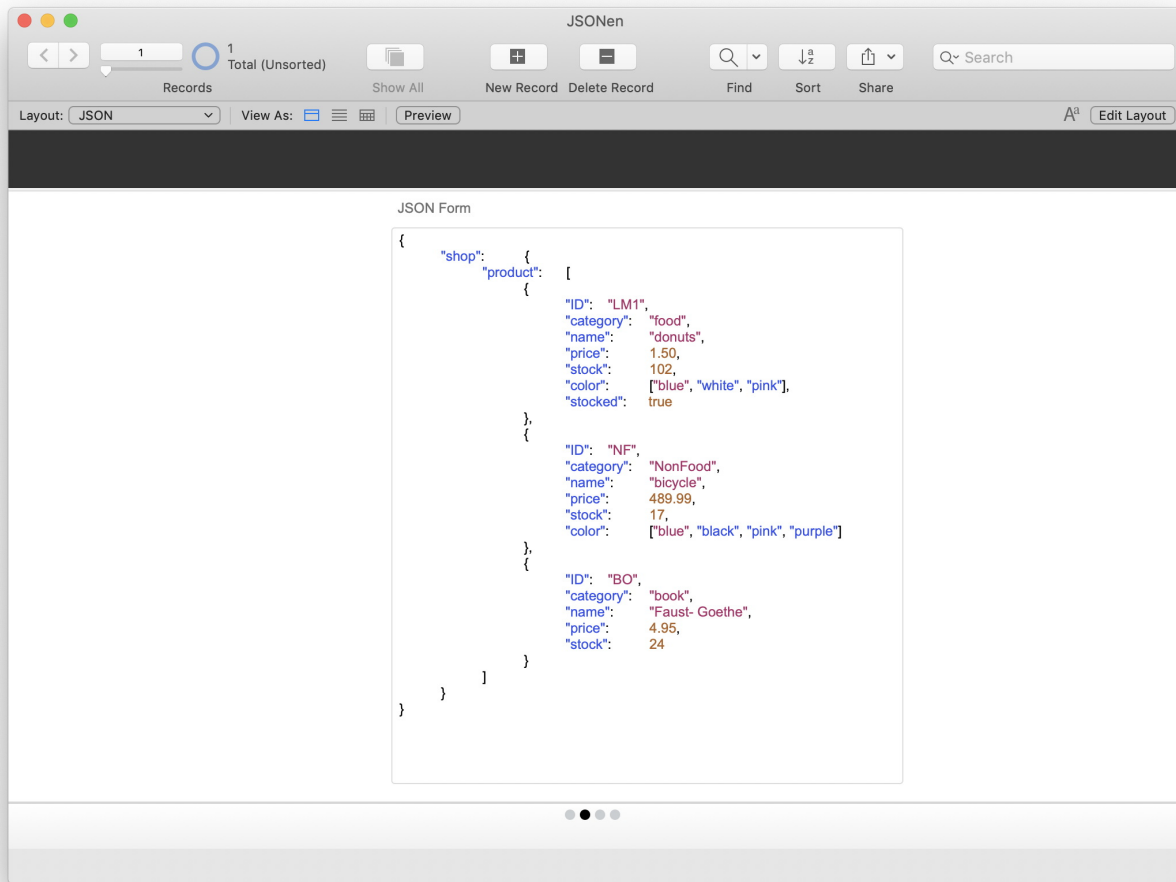 JSONen
1
1
Total (Unsorted)
Records
Show All
New Record
Delete Record
Find
Sort
Share
Search
Layout: JSON
View As:
Preview
Aa
Edit Layout
JSON Form
{
"shop": {
"product": [
{
"ID": "LM1",
"category": "food",
"name": "donuts",
"price": 1.50,
"stock": 102,
"color": ["blue", "white", "pink"],
"stocked": true
},
{
"ID": "NF",
"category": "NonFood",
"name": "bicycle",
"price": 489.99,
"stock": 17,
"color": ["blue", "black", "pink", "purple"]
},
{
"ID": "BO",
"category": "book",
"name": "Faust- Goethe",
"price": 4.95,
"stock": 24
}
]
}
}